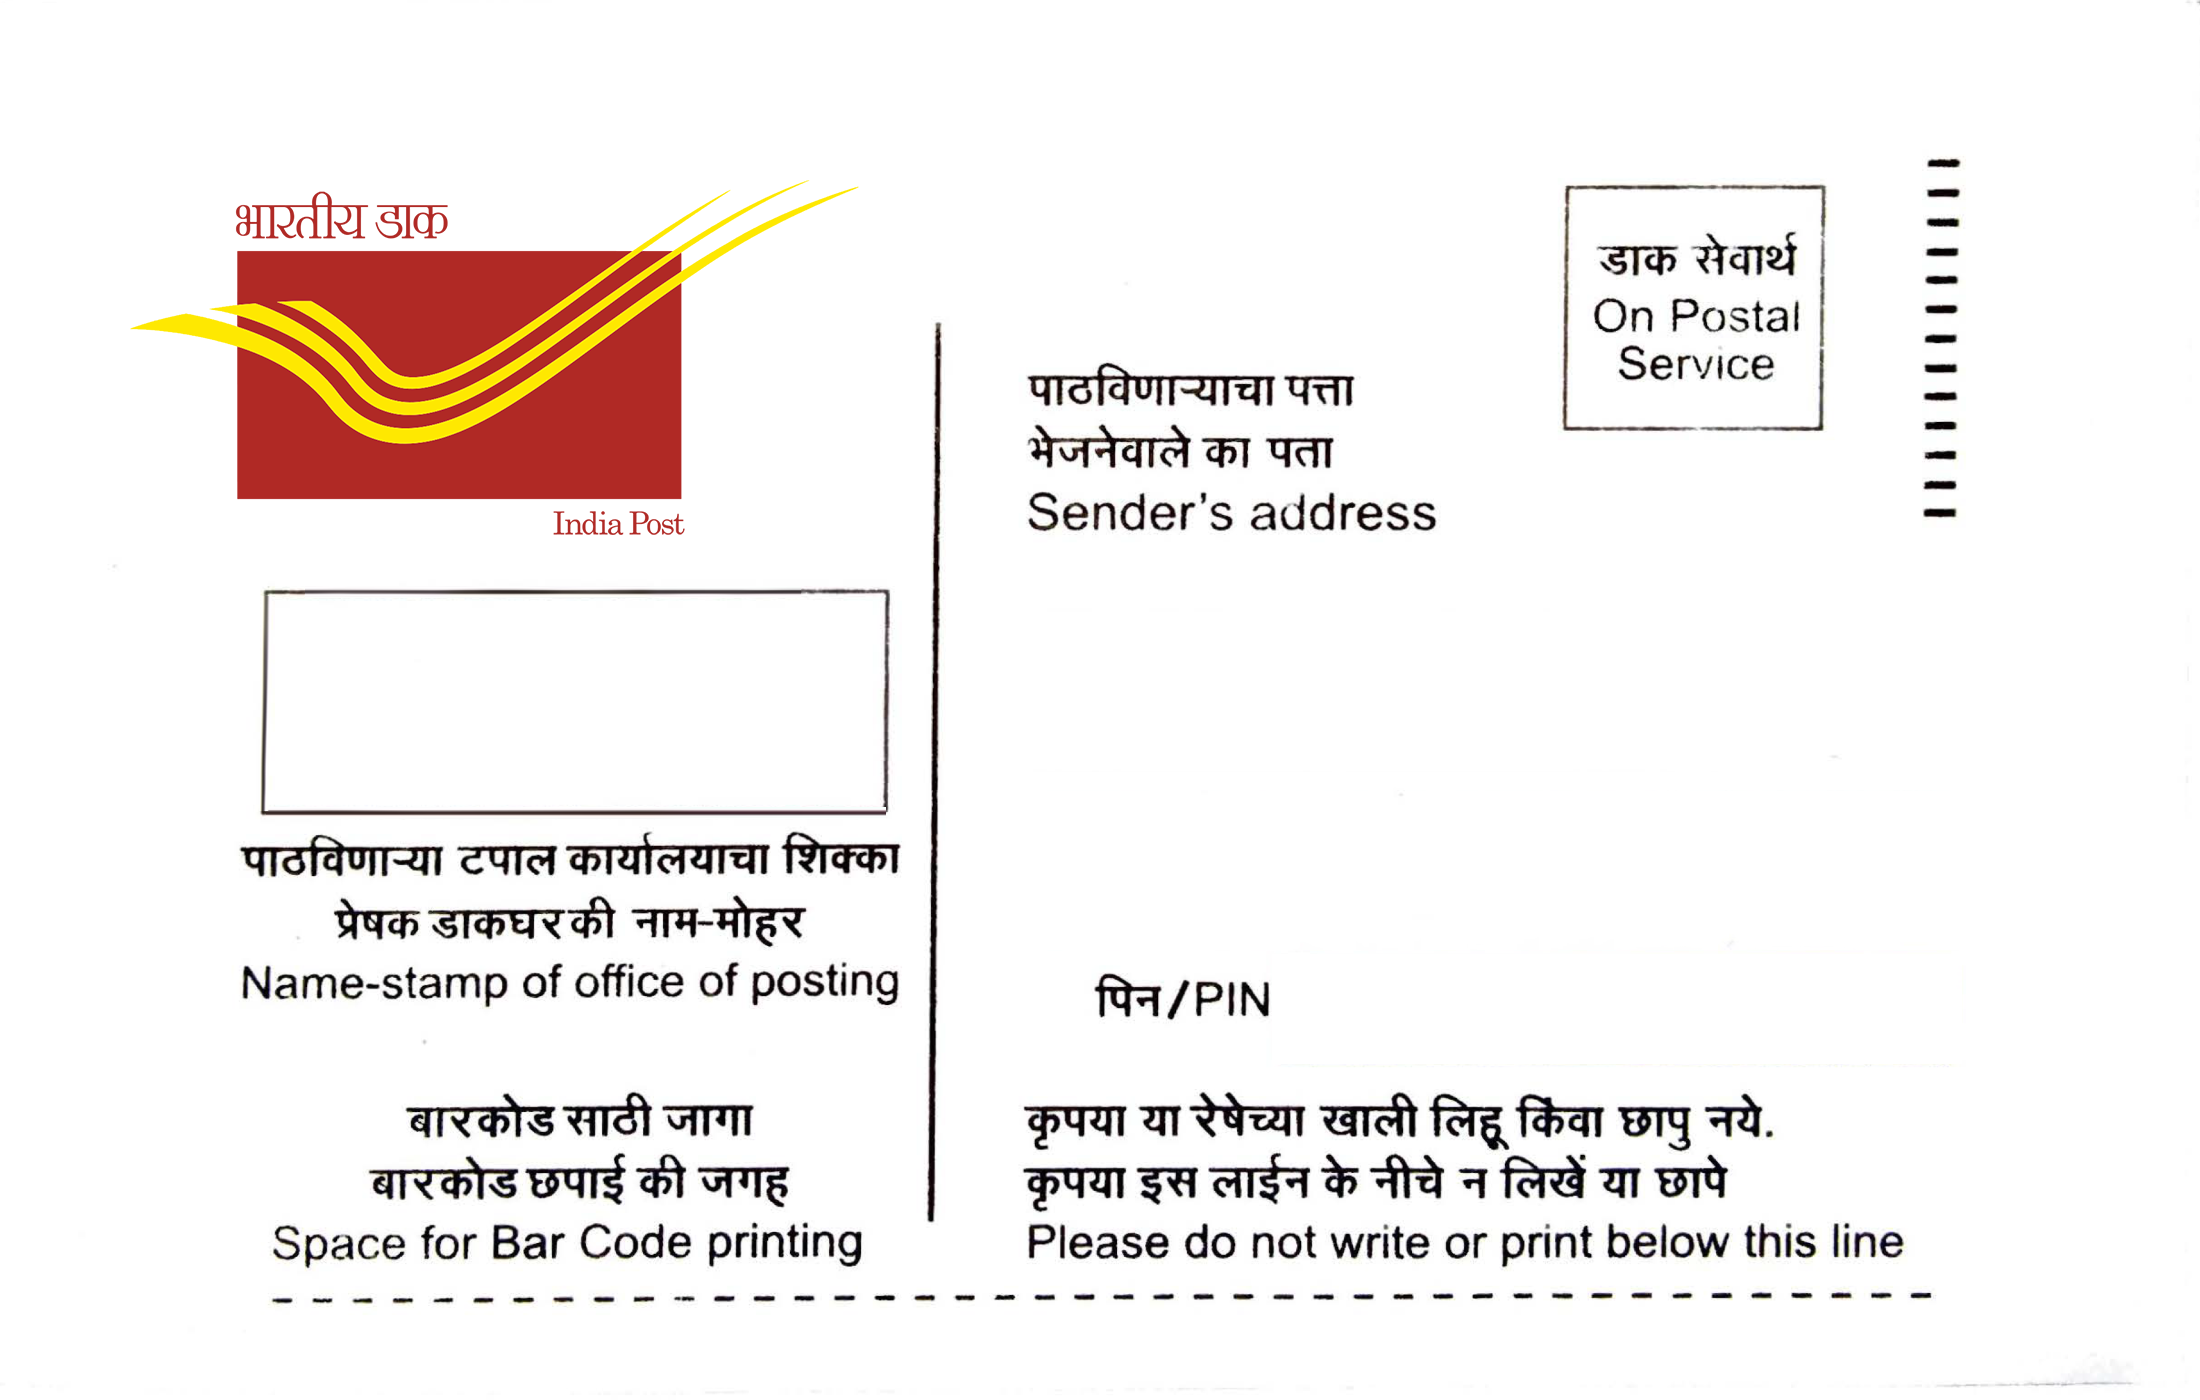 भारतीय डाक
India Post
पाठविणाऱ्या टपाल कार्यालयाचा शिक्का
प्रेषक डाकघर की नाम-मोहर
Name-stamp of office of posting
बारकोड साठी जागा
बारकोड छपाई की जगह
Space for Bar Code printing
डाक सेवार्थ
On Postal
Service
पाठविणाऱ्याचा पत्ता
भेजनेवाले का पता
Sender's address
पिन/PIN
कृपया या रेषेच्या खाली लिहू किंवा छापु नये.
कृपया इस लाईन के नीचे न लिखें या छापे
Please do not write or print below this line